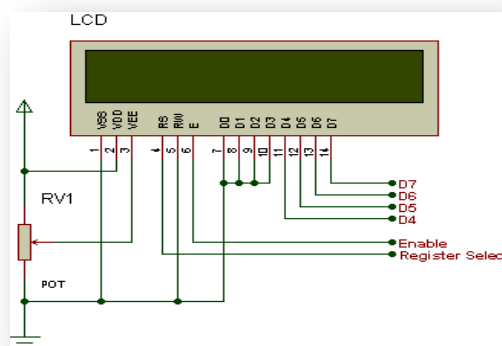 LCD
VSS VDD VEE RS RW E D0 D1 D2 D3 D4 D5 D6 D7
1 2 3 4 5 6 7 8 9 10 11 12 13 14
RV1
POT
D7
D6
D5
D4
Enable
Register Selec